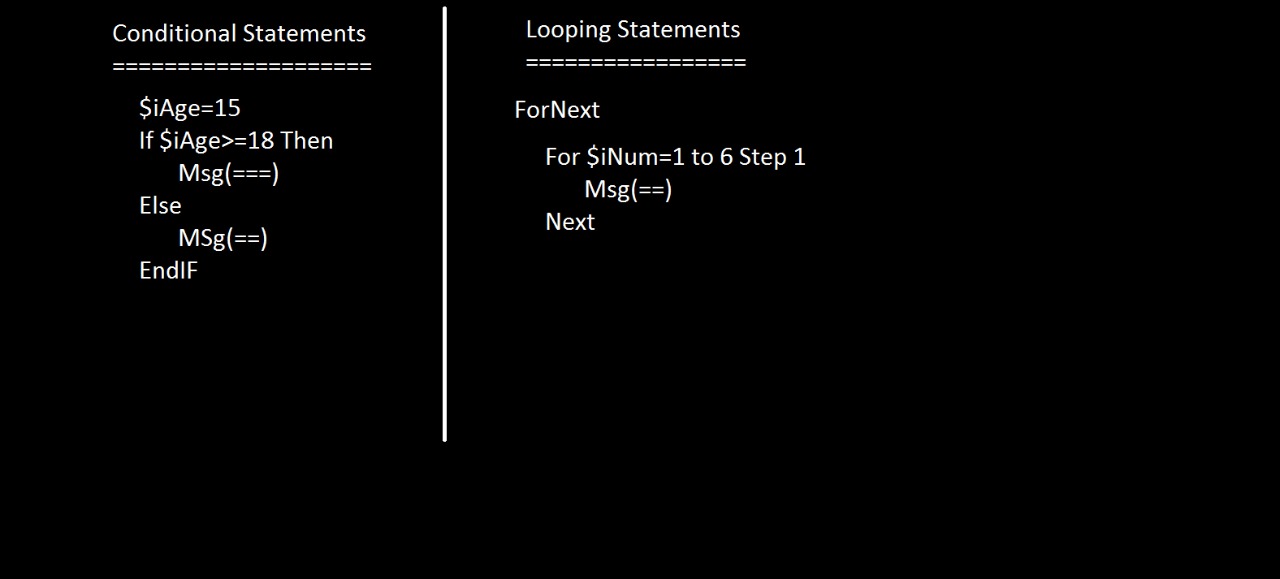 Conditional Statements
====================
$iAge=15
If $iAge>=18 Then
Msg(===)
Else
MSg(==)
EndIF
Looping Statements
=================
ForNext
For $iNum=1 to 6 Step 1
Msg(==)
Next